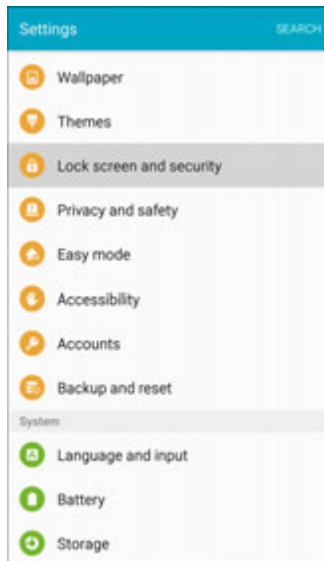 Settings SEARCH
Wallpaper
Themes
Lock screen and security
Privacy and safety
Easy mode
Accessibility
Accounts
Backup and reset
System
Language and input
Battery
Storage